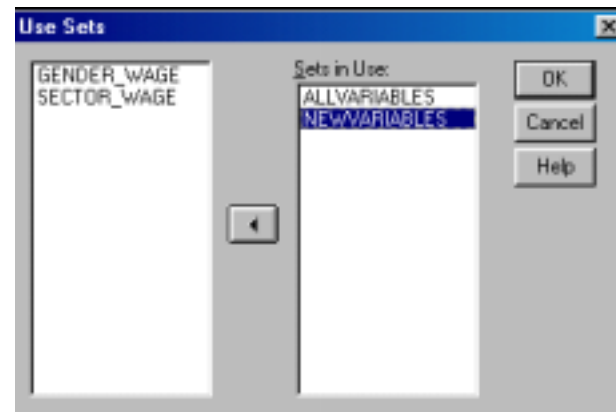 Use Sets
GENDER_WAGE
SECTOR_WAGE
Sets in Use:
ALLVARIABLES
NEWVARIABLES
OK
Cancel
Help